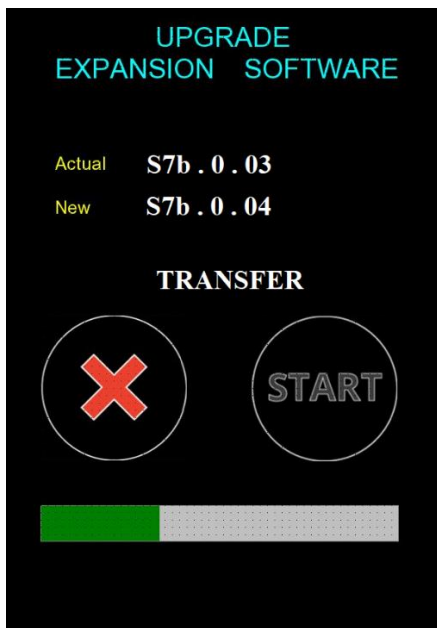 UPGRADE
EXPANSION SOFTWARE
Actual S7b . 0 . 03
New S7b . 0 . 04
TRANSFER
START